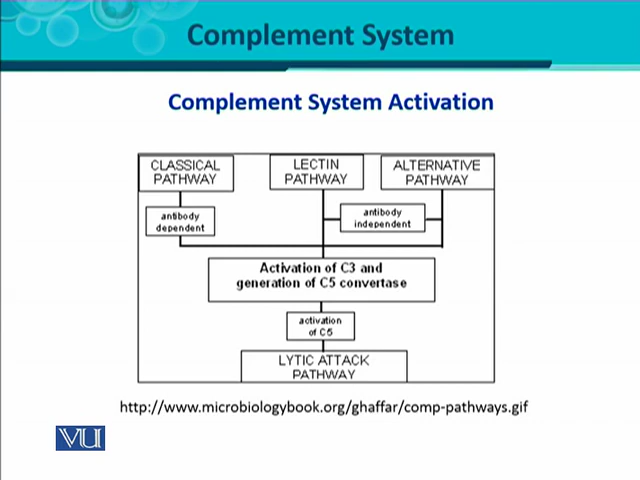 Complement System
Complement System Activation
CLASSICAL
PATHWAY
LECTIN
PATHWAY
ALTERNATIVE
PATHWAY
antibody
dependent
antibody
independent
Activation of C3 and
generation of C5 convertase
activation
of C5
LYTIC ATTACK
PATHWAY
http://www.microbiologybook.org/ghaffar/comp-pathways.gif
VU